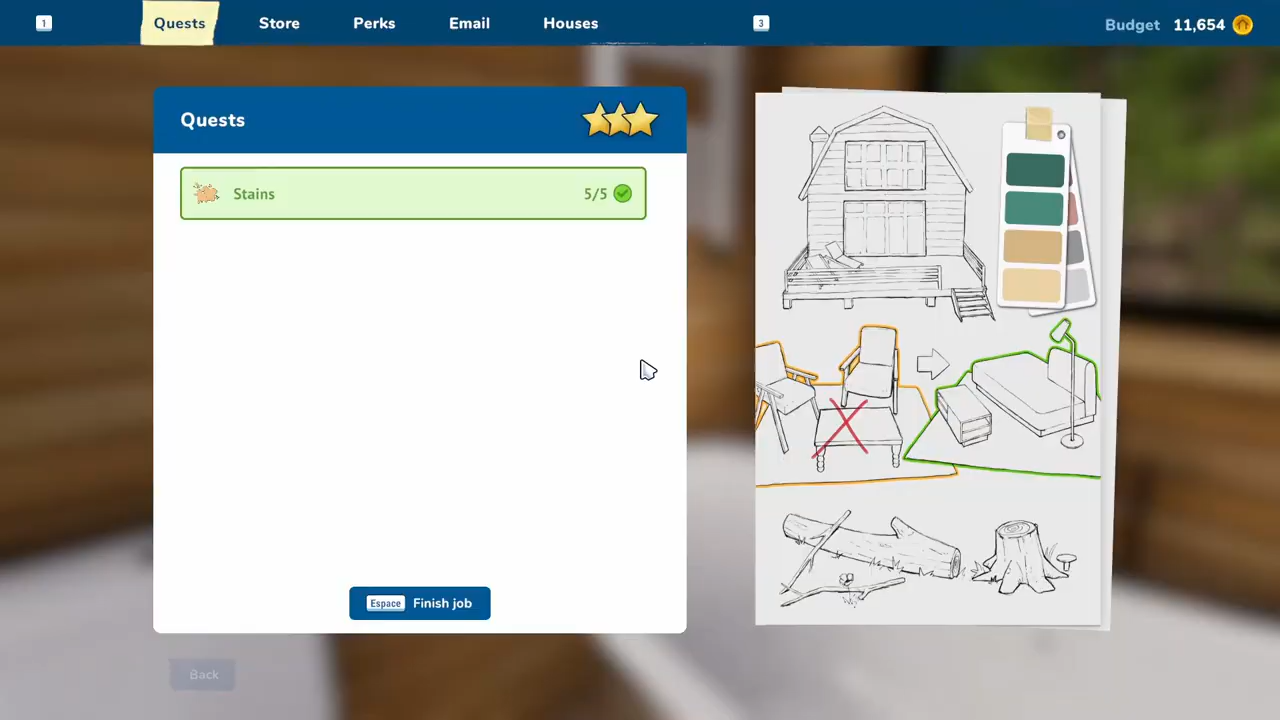 1 Quests Store Perks Email Houses 3 Budget 11,654
Quests
Stains 5/5
Espace Finish job
Back